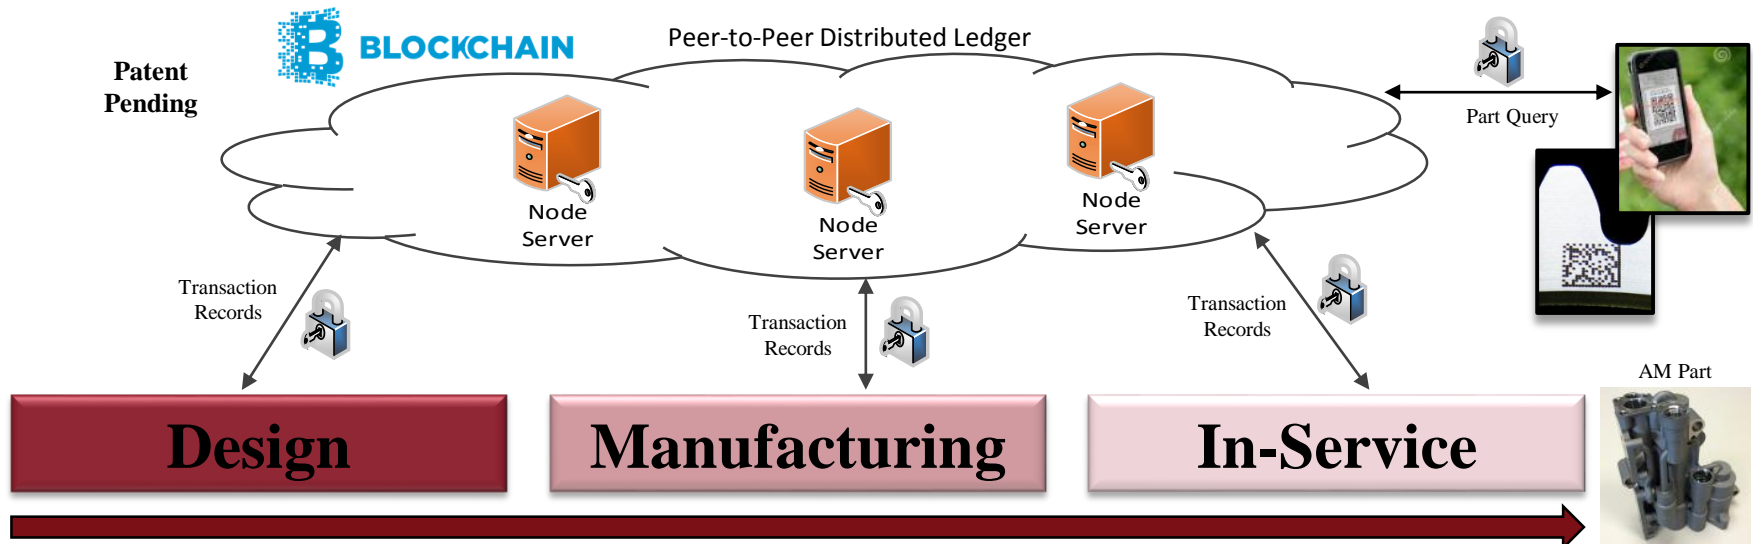 Patent
Pending
BLOCKCHAIN
Peer-to-Peer Distributed Ledger
Node
Server
Node
Server
Node
Server
Part Query
Transaction
Records
Transaction
Records
Transaction
Records
AM Part
Design
Manufacturing
In-Service